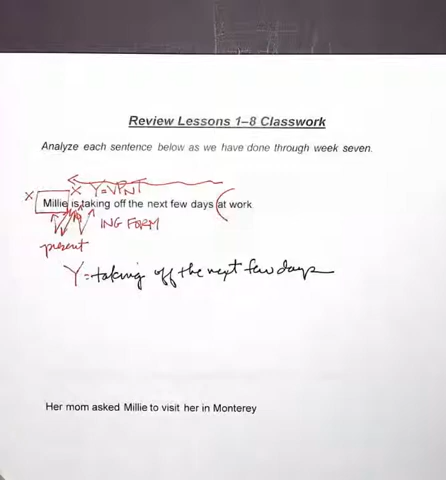 Review Lessons 1–8 Classwork
Analyze each sentence below as we have done through week seven.
X Y=VPNT
X
Millie is taking off the next few days at work
ING FORM
present
Y=taking off the next few days
Her mom asked Millie to visit her in Monterey